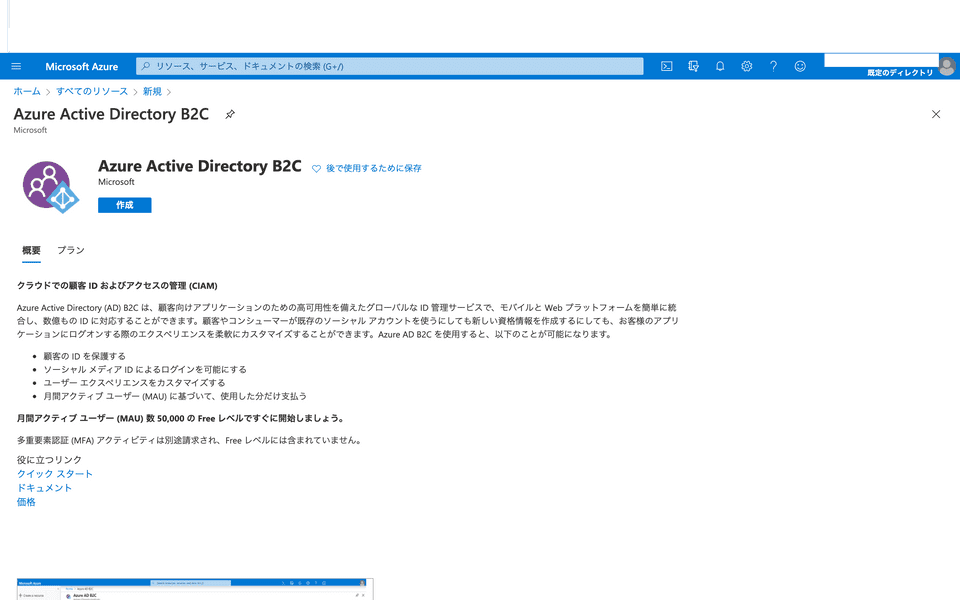 Microsoft Azure
リソース、サービス、ドキュメントの検索 (G+/)
既定のディレクトリ
ホーム > すべてのリソース > 新規 >
Azure Active Directory B2C
Microsoft
Azure Active Directory B2C
後で使用するために保存
Microsoft
作成
概要 プラン
クラウドでの顧客 ID およびアクセスの管理 (CIAM)
Azure Active Directory (AD) B2C は、顧客向けアプリケーションのための高可用性を備えたグローバルな ID 管理サービスで、モバイルと Web プラットフォームを簡単に統
合し、数億もの ID に対応することができます。顧客やコンシューマーが既存のソーシャル アカウントを使うにしても新しい資格情報を作成するにしても、お客様のアプリ
ケーションにログオンする際のエクスペリエンスを柔軟にカスタマイズすることができます。Azure AD B2C を使用すると、以下のことが可能になります。
• 顧客の ID を保護する
• ソーシャル メディア ID によるログインを可能にする
• ユーザー エクスペリエンスをカスタマイズする
• 月間アクティブ ユーザー (MAU) に基づいて、使用した分だけ支払う
月間アクティブ ユーザー (MAU) 数 50,000 の Free レベルですぐに開始しましょう。
多重要素認証 (MFA) アクティビティは別途請求され、Free レベルには含まれていません。
役に立つリンク
クイック スタート
ドキュメント
価格
Microsoft Azure
Azure AD B2C